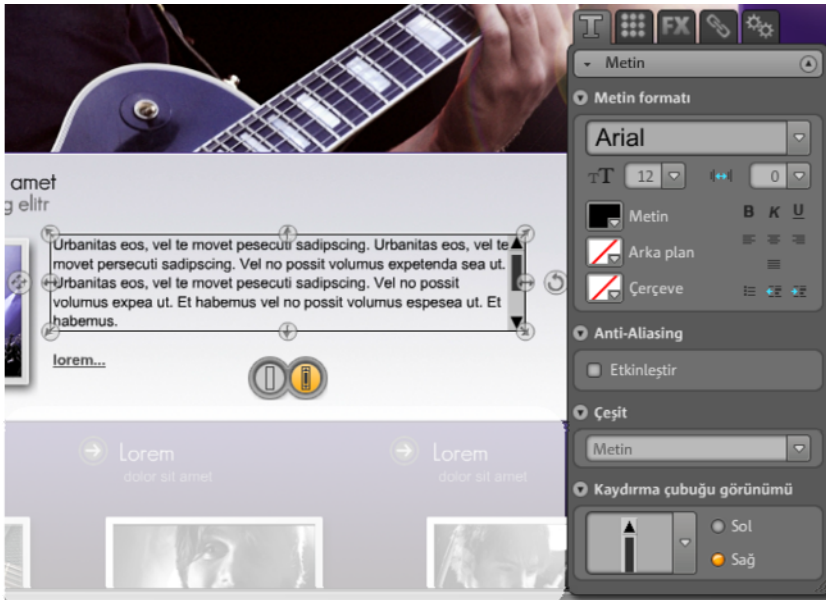 T FX
Metin
Metin formatı
Arial
TT 12 0
Metin
B K U
Arka plan
Çerçeve
Anti-Aliasing
Etkinleştir
Çeşit
Metin
Kaydırma çubuğu görünümü
Sol
Sağ
amet
g elitr
Urbanitas eos, vel te movet pesecuti sadipscing. Urbanitas eos, vel te
movet persecuti sadipscing. Vel no possit volumus expetenda sea ut.
Urbanitas eos, vel te movet pesecuti sadipscing. Vel no possit
volumus expea ut. Et habemus vel no possit volumus espesea ut. Et
habemus.
lorem...
Lorem
dolor sit amet
Lorem
dolor sit amet